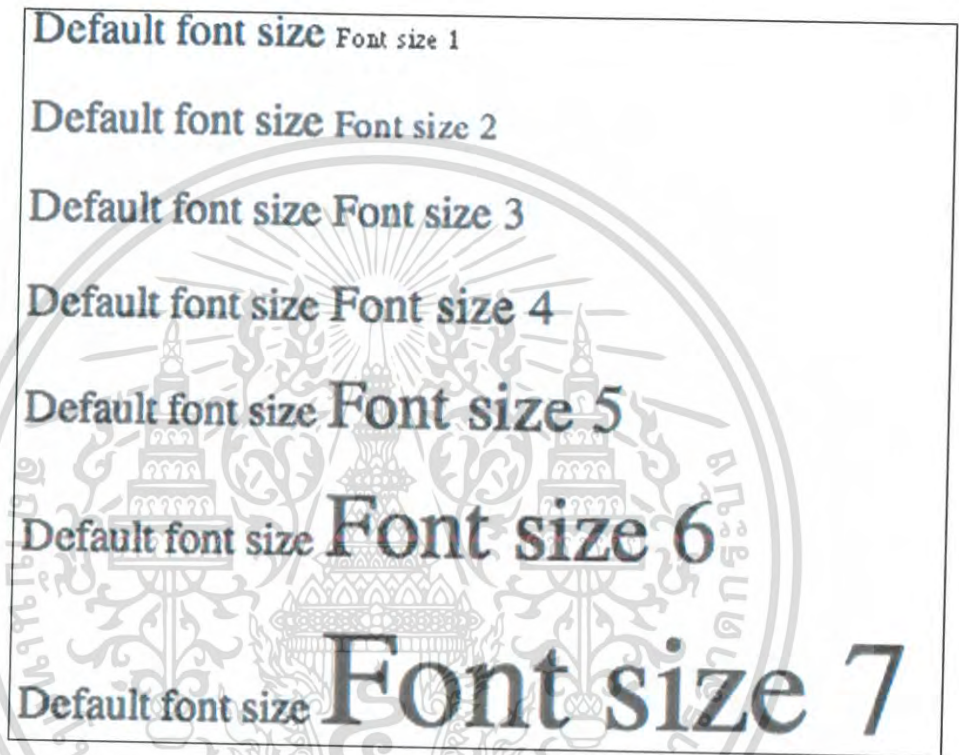 Default font size Font size 1
Default font size Font size 2
Default font size Font size 3
Default font size Font size 4
Default font size Font size 5
Default font size Font size 6
Default font size Font size 7